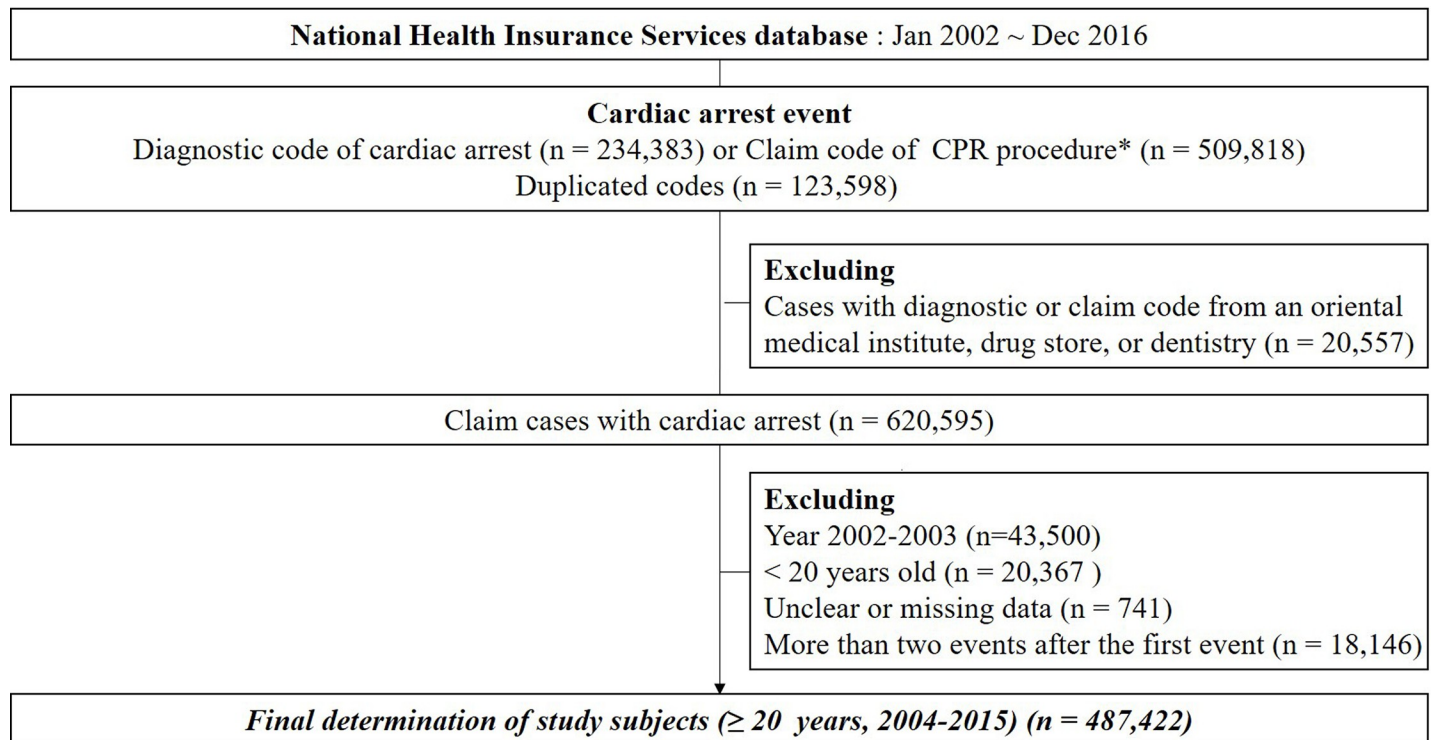 National Health Insurance Services database : Jan 2002 ~ Dec 2016
Cardiac arrest event
Diagnostic code of cardiac arrest (n = 234,383) or Claim code of CPR procedure* (n = 509,818)
Duplicated codes (n = 123,598)
Excluding
Cases with diagnostic or claim code from an oriental
medical institute, drug store, or dentistry (n = 20,557)
Claim cases with cardiac arrest (n = 620,595)
Excluding
Year 2002-2003 (n=43,500)
< 20 years old (n = 20,367 )
Unclear or missing data (n = 741)
More than two events after the first event (n = 18,146)
Final determination of study subjects (≥ 20 years, 2004-2015) (n = 487,422)